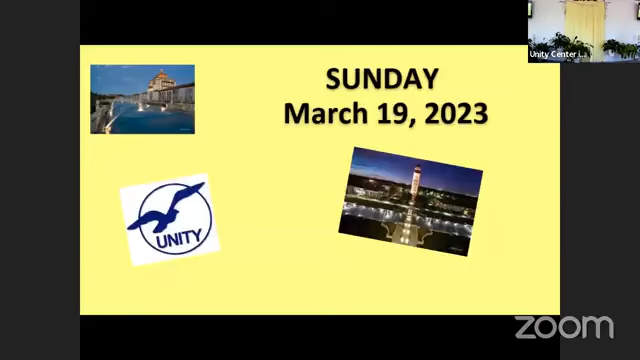 Unity Center L
SUNDAY
March 19, 2023
UNITY
zoom